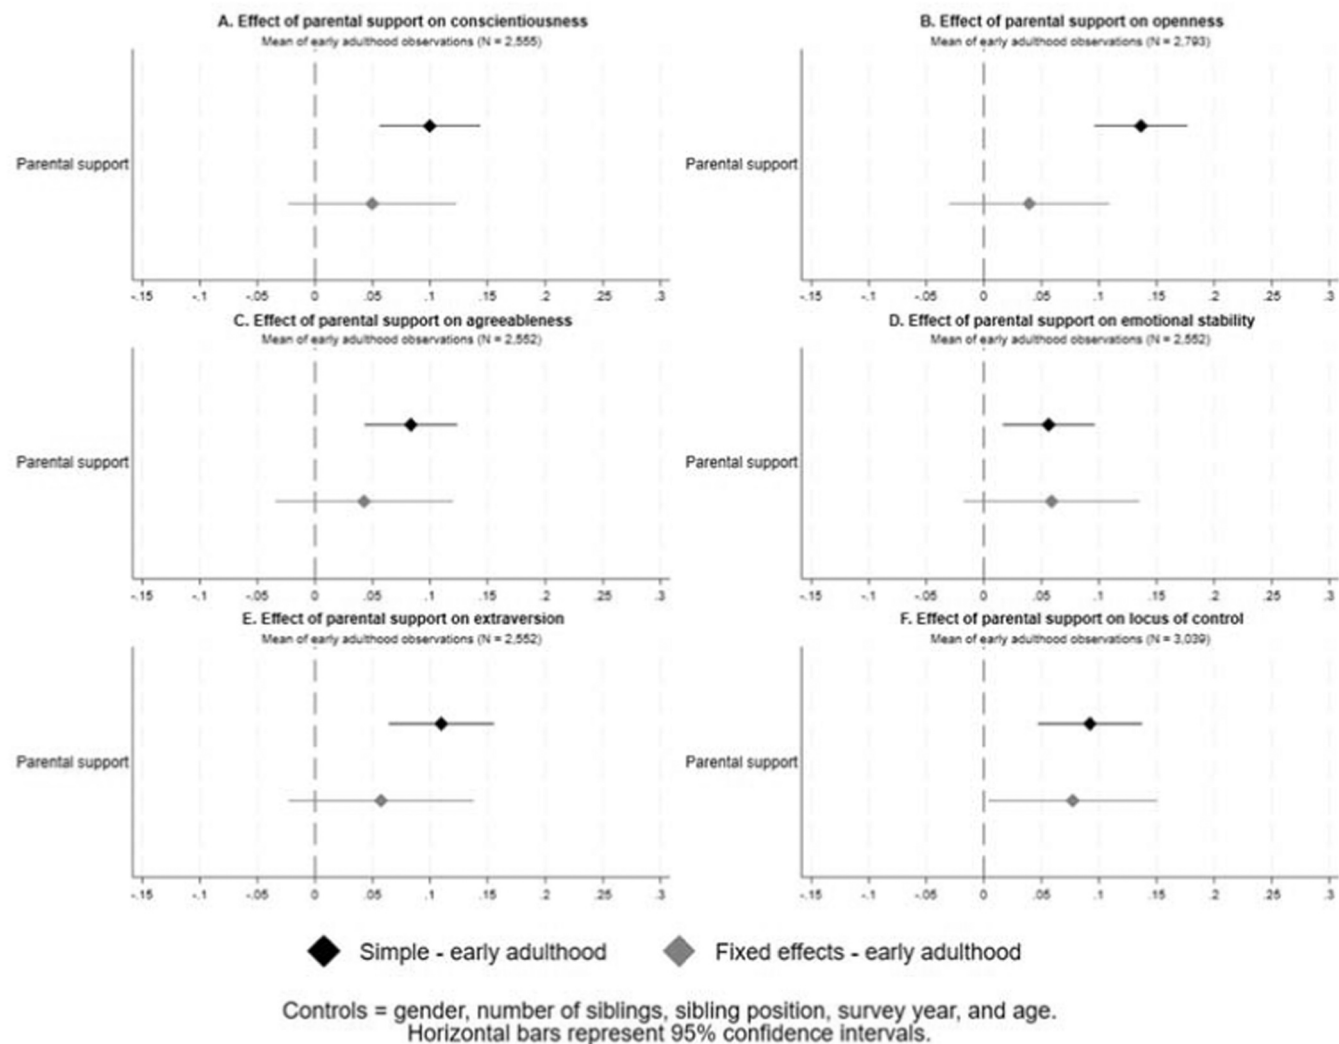 A. Effect of parental support on conscientiousness
Mean of early adulthood observations (N = 2,555)
Parental support
-.15 -.1 -.05 0 .05 .1 .15 .2 .25 .3
B. Effect of parental support on openness
Mean of early adulthood observations (N = 2,793)
Parental support
-.15 -.1 -.05 0 .05 .1 .15 .2 .25 .3
C. Effect of parental support on agreeableness
Mean of early adulthood observations (N = 2,552)
Parental support
-.15 -.1 -.05 0 .05 .1 .15 .2 .25 .3
D. Effect of parental support on emotional stability
Mean of early adulthood observations (N = 2,552)
Parental support
-.15 -.1 -.05 0 .05 .1 .15 .2 .25 .3
E. Effect of parental support on extraversion
Mean of early adulthood observations (N = 2,552)
Parental support
-.15 -.1 -.05 0 .05 .1 .15 .2 .25 .3
F. Effect of parental support on locus of control
Mean of early adulthood observations (N = 3,039)
Parental support
-.15 -.1 -.05 0 .05 .1 .15 .2 .25 .3
Simple - early adulthood
Fixed effects - early adulthood
Controls = gender, number of siblings, sibling position, survey year, and age.
Horizontal bars represent 95% confidence intervals.